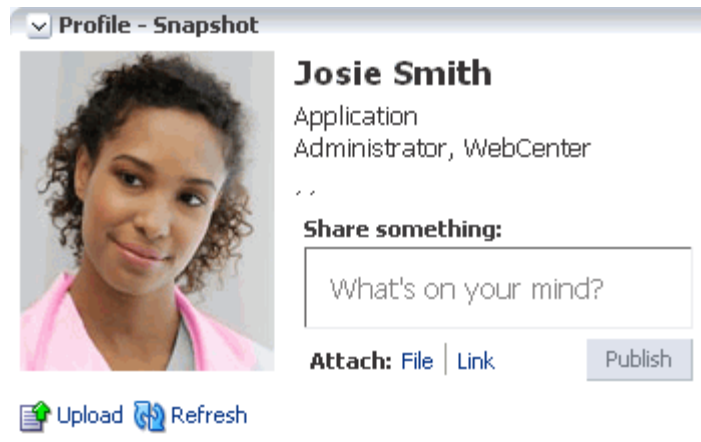 Profile - Snapshot
Josie Smith
Application
Administrator, WebCenter
, ,
Share something:
What's on your mind?
Attach: File | Link
Publish
Upload Refresh